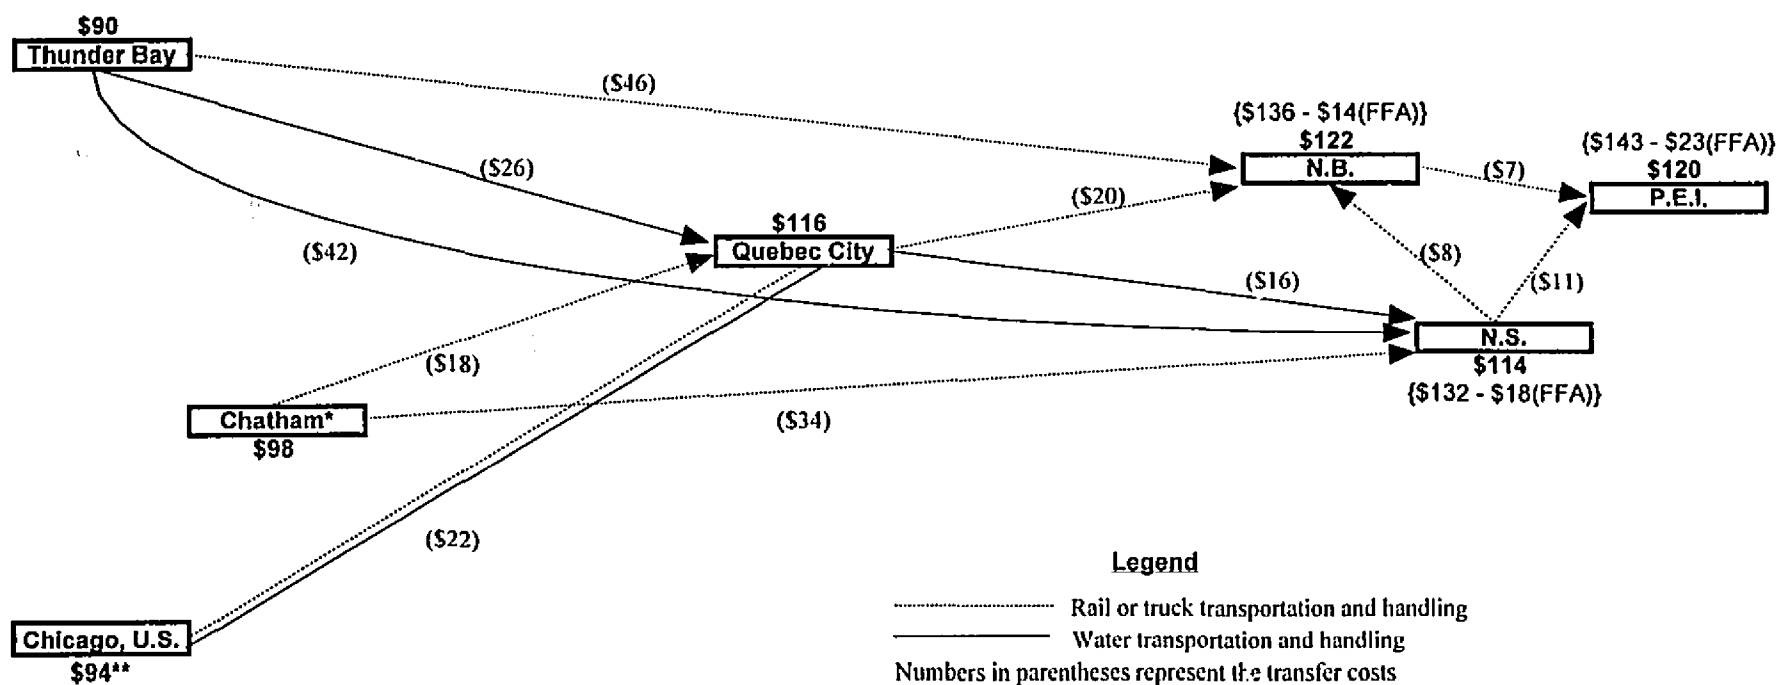 $90
Thunder Bay
($46)
{$136 - $14(FFA)}
$122
N.B.
{$143 - $23(FFA)}
$120
P.E.I.
($7)
($26)
($20)
$116
Quebec City
($42)
($8)
($16)
($11)
N.S.
$114
{$132 - $18(FFA)}
($18)
Chatham*
$98
($34)
($22)
Chicago, U.S.
$94**
Legend
Rail or truck transportation and handling
Water transportation and handling
Numbers in parentheses represent the transfer costs